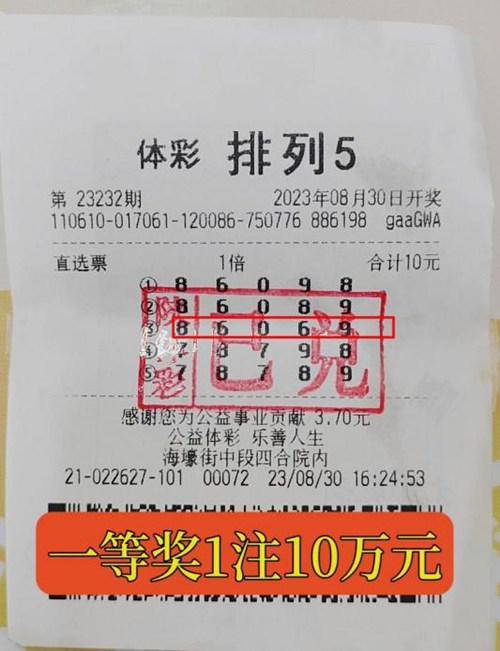 体彩 排列5
第 23232期 2023年08月30日开奖
110610-017061-120086-750776 886198 gaaGWA
直选票 1倍 合计10元
① 8 6 0 9 8
② 8 6 0 8 9
③ 8 6 0 6 9
④ 7 8 7 9 8
⑤ 7 8 7 8 9
已兑
感谢您为公益事业贡献 3.70元
公益体彩 乐善人生
海壕街中段四合院内
21-022627-101 00072 23/08/30 16:24:53
一等奖1注10万元